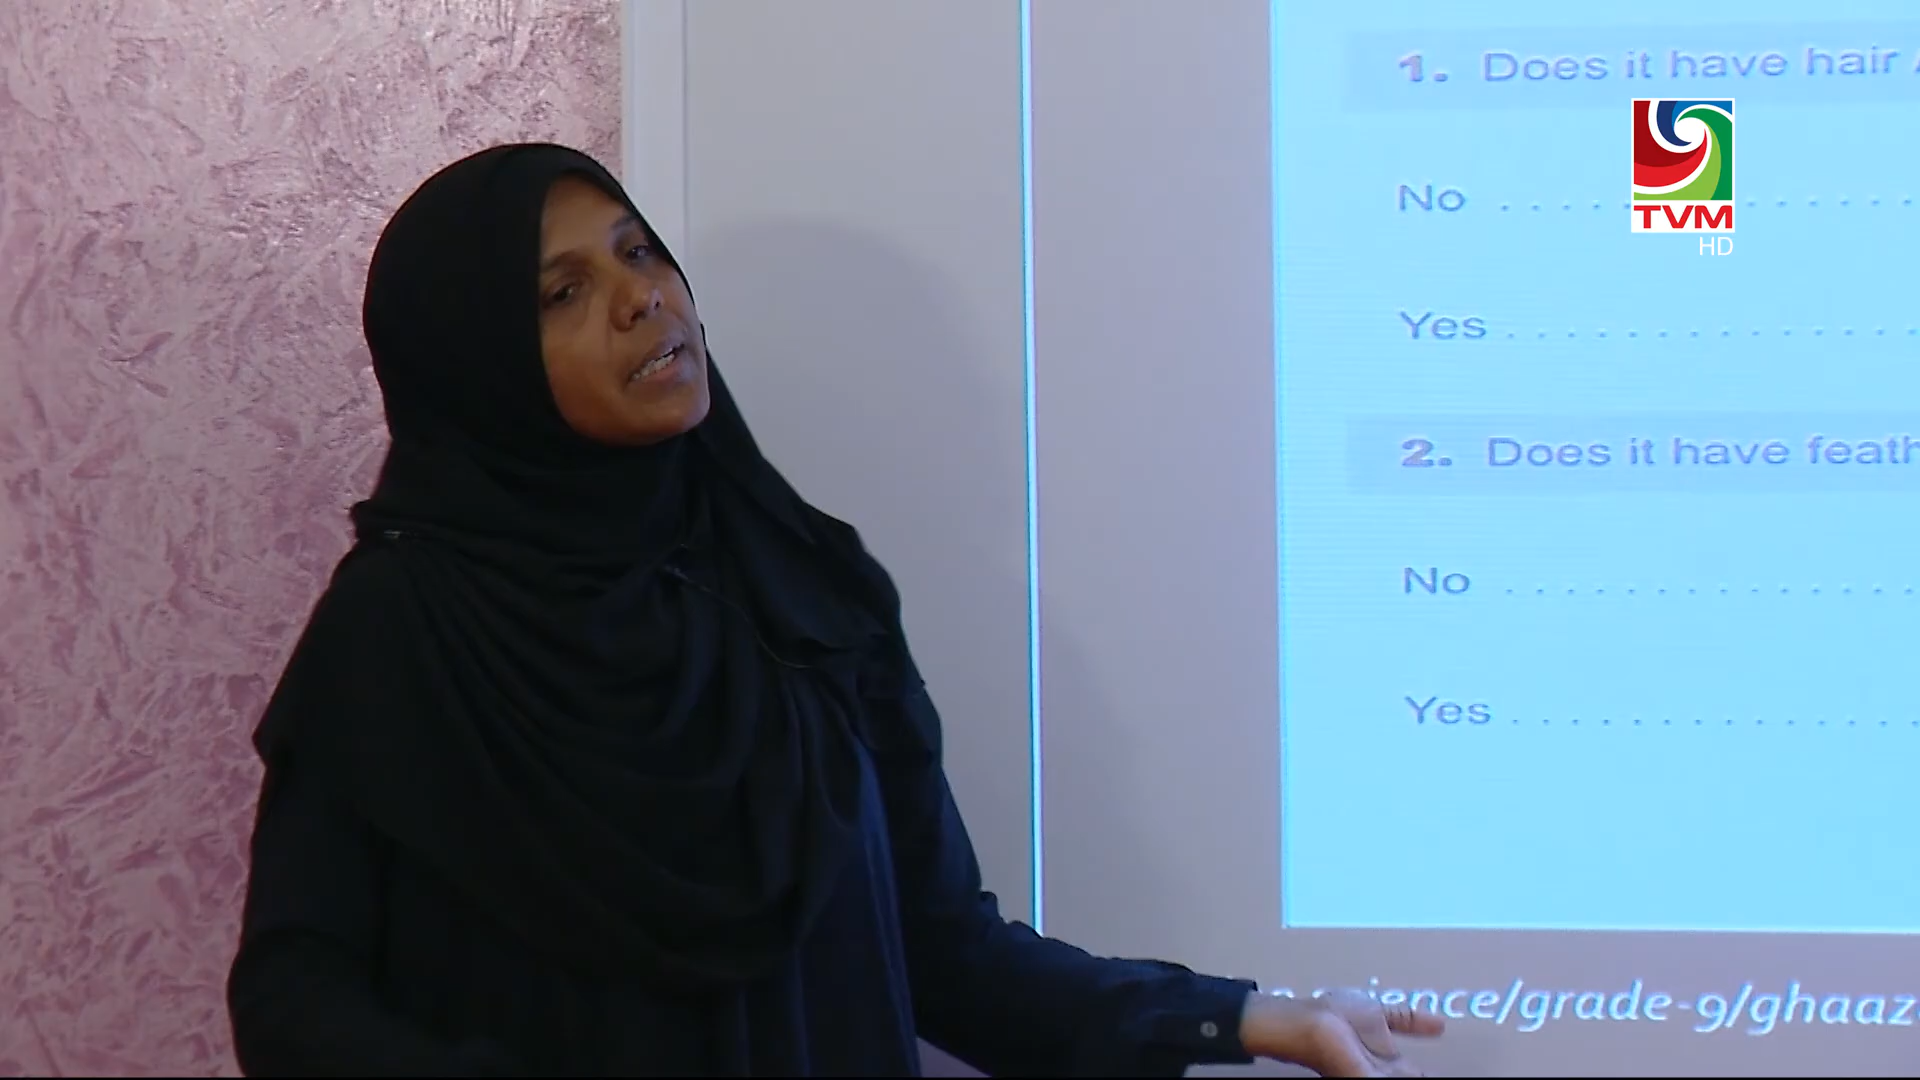 1. Does it have hair
No . . . . . . . . . . . . . .
TVM
HD
Yes . . . . . . . . . . . . . .
2. Does it have feath
No . . . . . . . . . . . . . .
Yes . . . . . . . . . . . . . .
science/grade-9/ghaaz